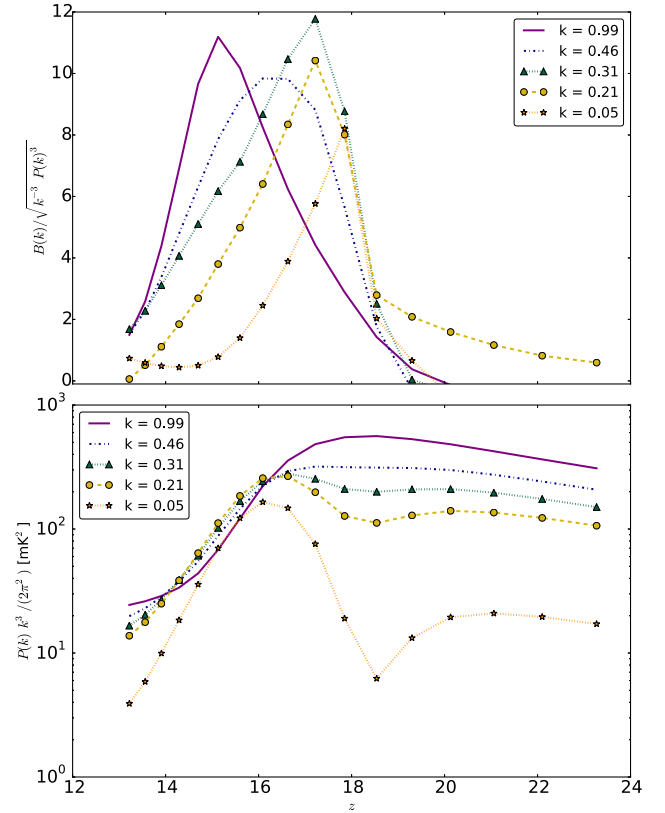 12
10
8
6
4
2
0
B(k)/√k⁻³ P(k)³
k = 0.99
k = 0.46
k = 0.31
k = 0.21
k = 0.05
10³
10²
10¹
10⁰
P(k) k³/(2π²) [mK²]
k = 0.99
k = 0.46
k = 0.31
k = 0.21
k = 0.05
12 14 16 18 20 22 24
z